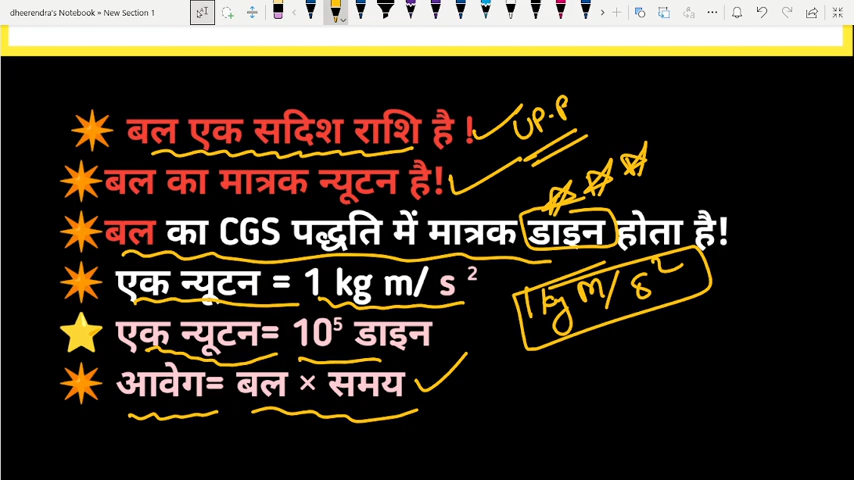 dheerendra's Notebook » New Section 1
बल एक सदिश राशि है ! UP.P
बल का मात्रक न्यूटन है!
बल का CGS पद्धति में मात्रक डाइन होता है!
एक न्यूटन = 1 kg m/ s ² 1 kg m/s²
एक न्यूटन= 10⁵ डाइन
आवेग= बल × समय